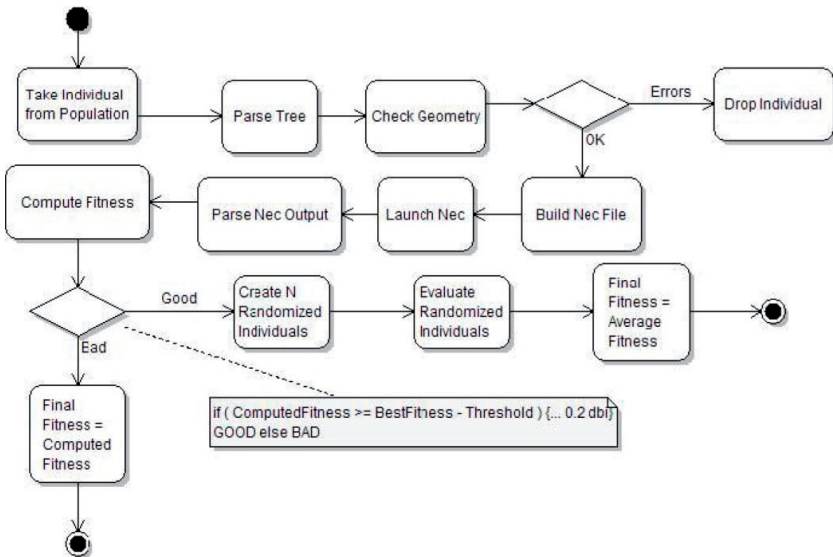 Take Individual
from Population
Parse Tree
Check Geometry
Errors
Drop Individual
OK
Compute Fitness
Parse Nec Output
Launch Nec
Build Nec File
Good
Create N
Randomized
Individuals
Evaluate
Randomized
Individuals
Final
Fitness =
Average
Fitness
Ead
Final
Fitness =
Computed
Fitness
if ( ComputedFitness >= BestFitness - Threshold ) {... 0.2 dbi}
GOOD else BAD